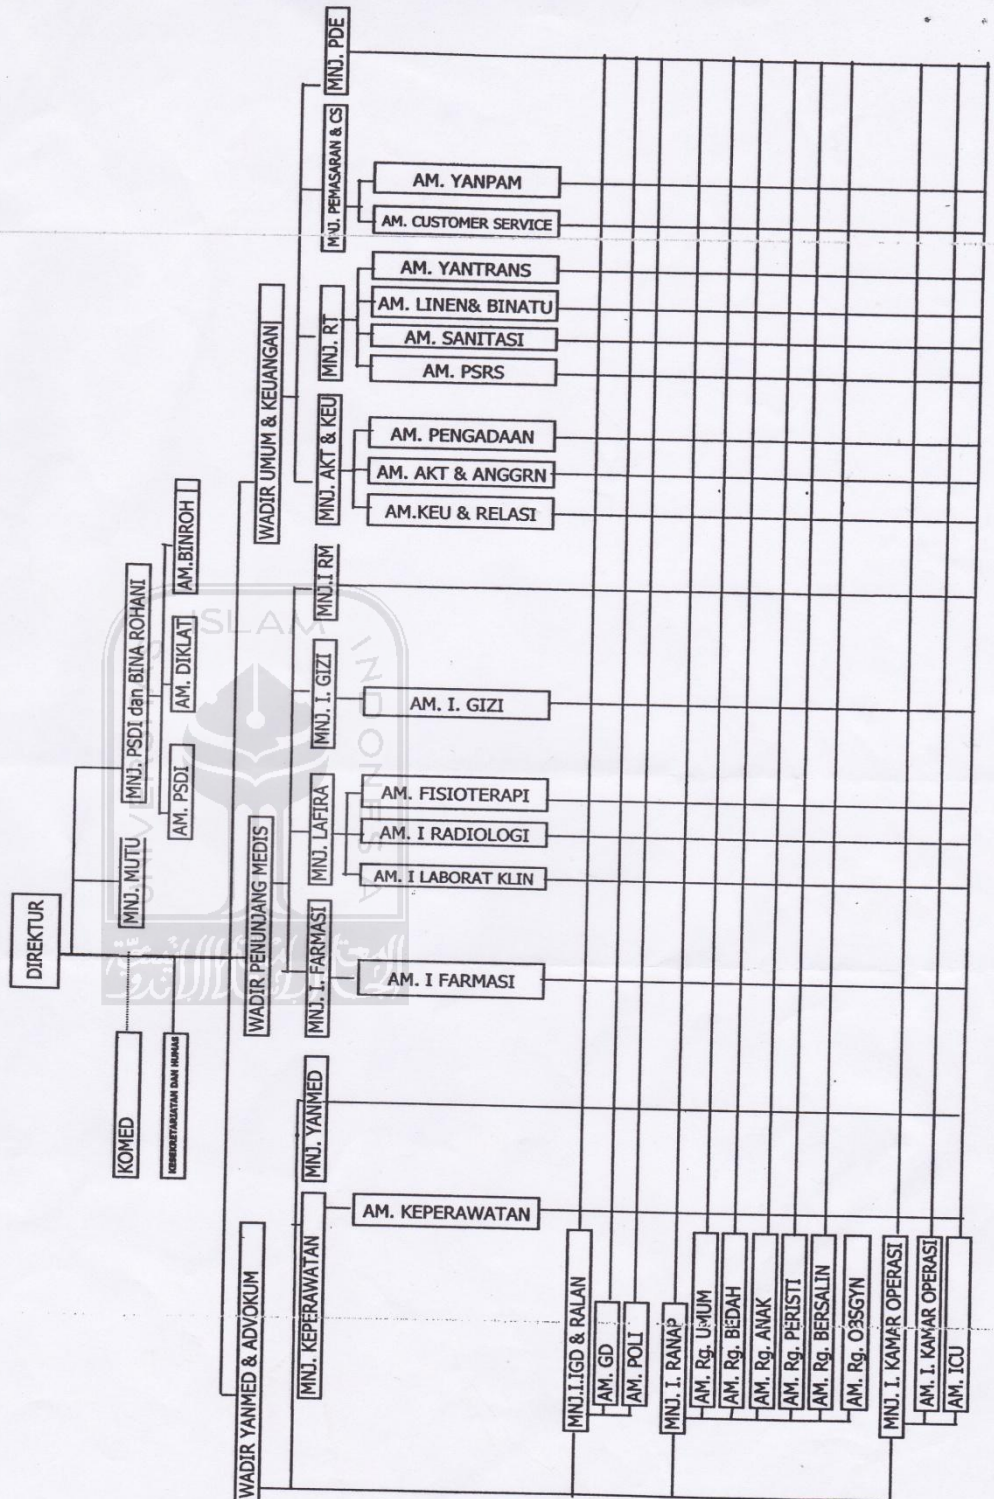 DIREKTUR
KOMED
KESEKRETARIATAN DAN HUMAS
MNJ. MUTU
MNJ. PSDI dan BINA ROHANI
AM. PSDI
AM. DIKLAT
AM.BINROH
WADIR YANMED & ADVOKUM
WADIR PENUNJANG MEDIS
WADIR UMUM & KEUANGAN
MNJ. KEPERAWATAN
MNJ. YANMED
MNJ. I. FARMASI
MNJ. LAFIRA
MNJ. I. GIZI
MNJ.I RM
MNJ. AKT & KEU
MNJ. RT
MNJ. PEMASARAN & CS
MNJ. PDE
AM. KEPERAWATAN
AM. I FARMASI
AM. I LABORAT KLIN
AM. I RADIOLOGI
AM. FISIOTERAPI
AM. I. GIZI
AM.KEU & RELASI
AM. AKT & ANGGRN
AM. PENGADAAN
AM. PSRS
AM. SANITASI
AM. LINEN& BINATU
AM. YANTRANS
AM. CUSTOMER SERVICE
AM. YANPAM
MNJ.I.IGD & RALAN
AM. GD
AM. POLI
MNJ. I. RANAP
AM. Rg. UMUM
AM. Rg. BEDAH
AM. Rg. ANAK
AM. Rg. PERISTI
AM. Rg. BERSALIN
AM. Rg. OBSGYN
MNJ. I. KAMAR OPERASI
AM. I. KAMAR OPERASI
AM. ICU
ISLAM
INDONESIA